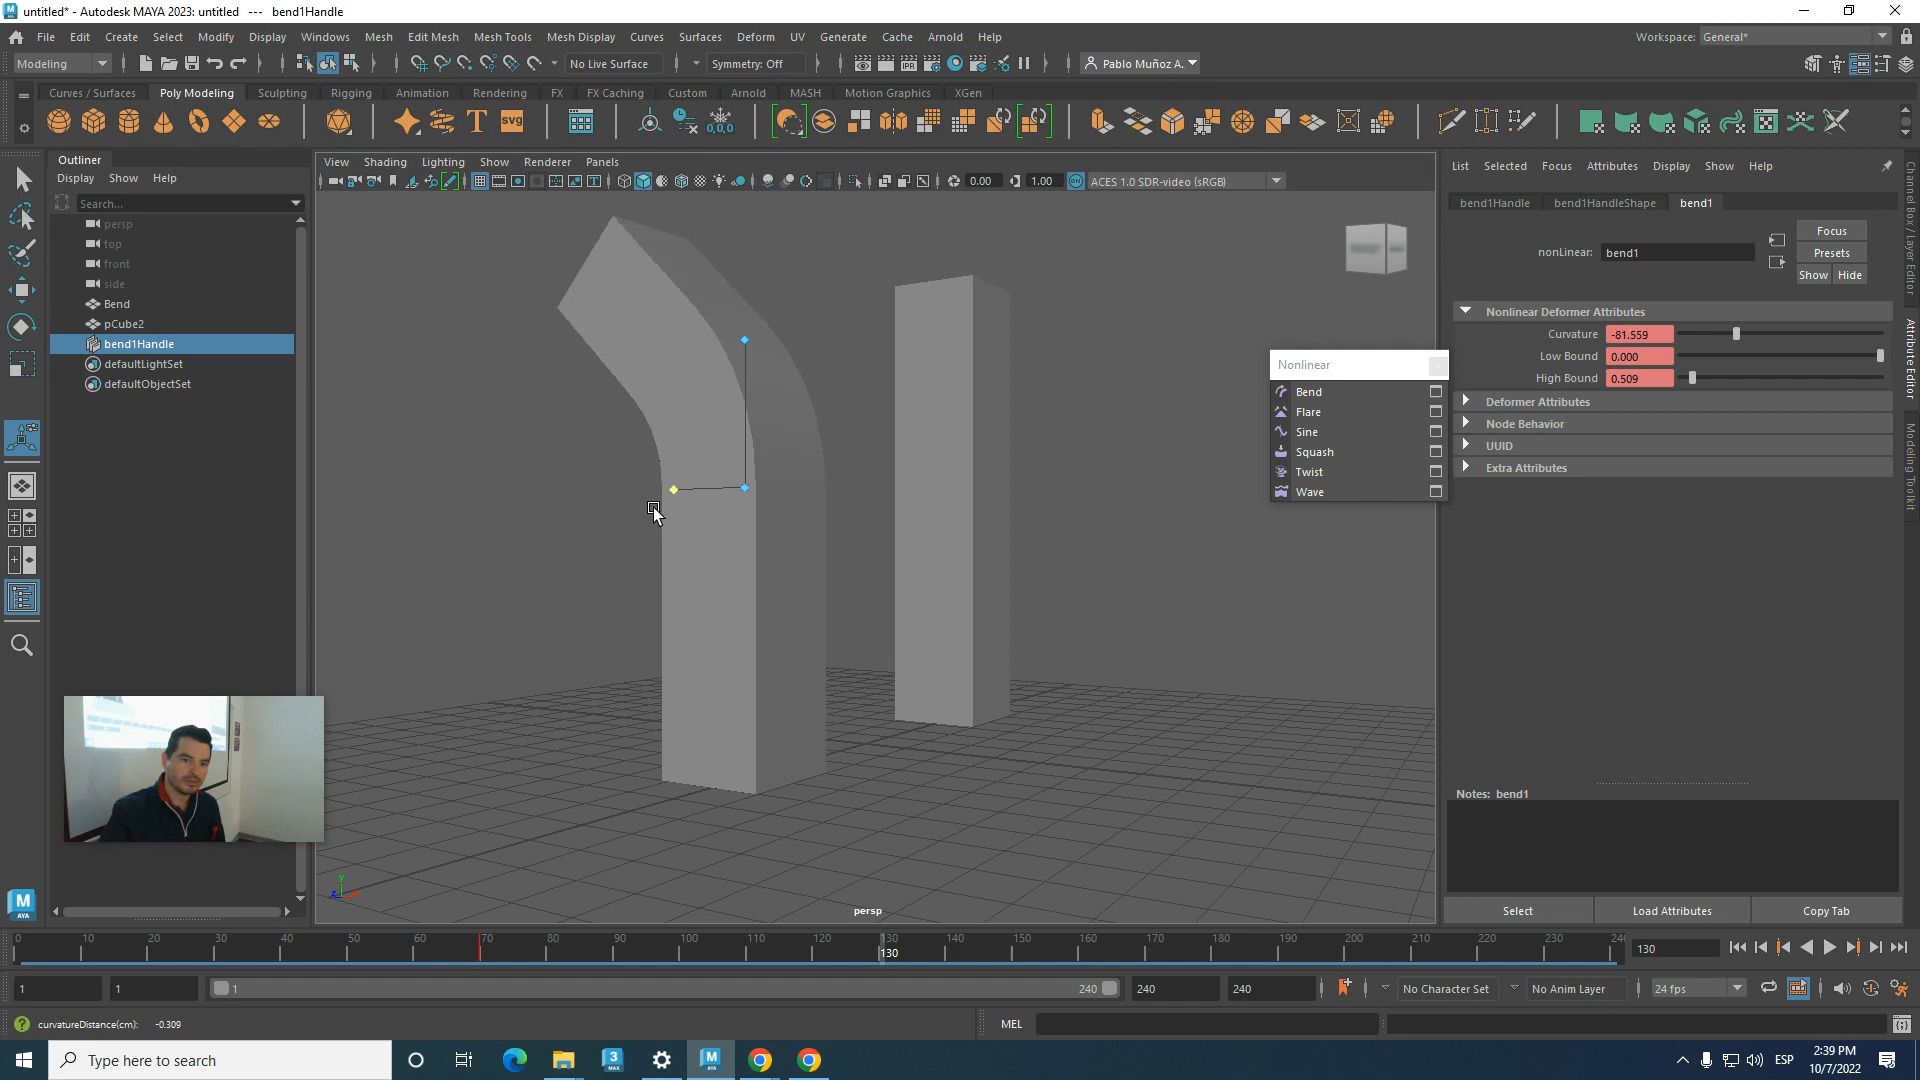 untitled* - Autodesk MAYA 2023: untitled --- bend1Handle
File Edit Create Select Modify Display Windows Mesh Edit Mesh Mesh Tools Mesh Display Curves Surfaces Deform UV Generate Cache Arnold Help
Workspace: General*
Modeling
No Live Surface
Symmetry: Off
Pablo Muñoz A.
Curves / Surfaces Poly Modeling Sculpting Rigging Animation Rendering FX FX Caching Custom Arnold MASH Motion Graphics XGen
Outliner
Display Show Help
Search...
persp
top
front
side
Bend
pCube2
bend1Handle
defaultLightSet
defaultObjectSet
View Shading Lighting Show Renderer Panels
0.00
1.00
ACES 1.0 SDR-video (sRGB)
persp
Nonlinear
Bend
Flare
Sine
Squash
Twist
Wave
List Selected Focus Attributes Display Show Help
bend1Handle bend1HandleShape bend1
nonLinear: bend1
Focus
Presets
Show Hide
Nonlinear Deformer Attributes
Curvature -81.559
Low Bound 0.000
High Bound 0.509
Deformer Attributes
Node Behavior
UUID
Extra Attributes
Notes: bend1
Select Load Attributes Copy Tab
Channel Box / Layer Editor
Attribute Editor
Modeling Toolkit
0 10 20 30 40 50 60 70 80 90 100 110 120 130 140 150 160 170 180 190 200 210 220 230 24
130
130
1 1 1 240 240 240
No Character Set
No Anim Layer
24 fps
curvatureDistance(cm): -0.309
MEL
Type here to search
ESP
2:39 PM
10/7/2022